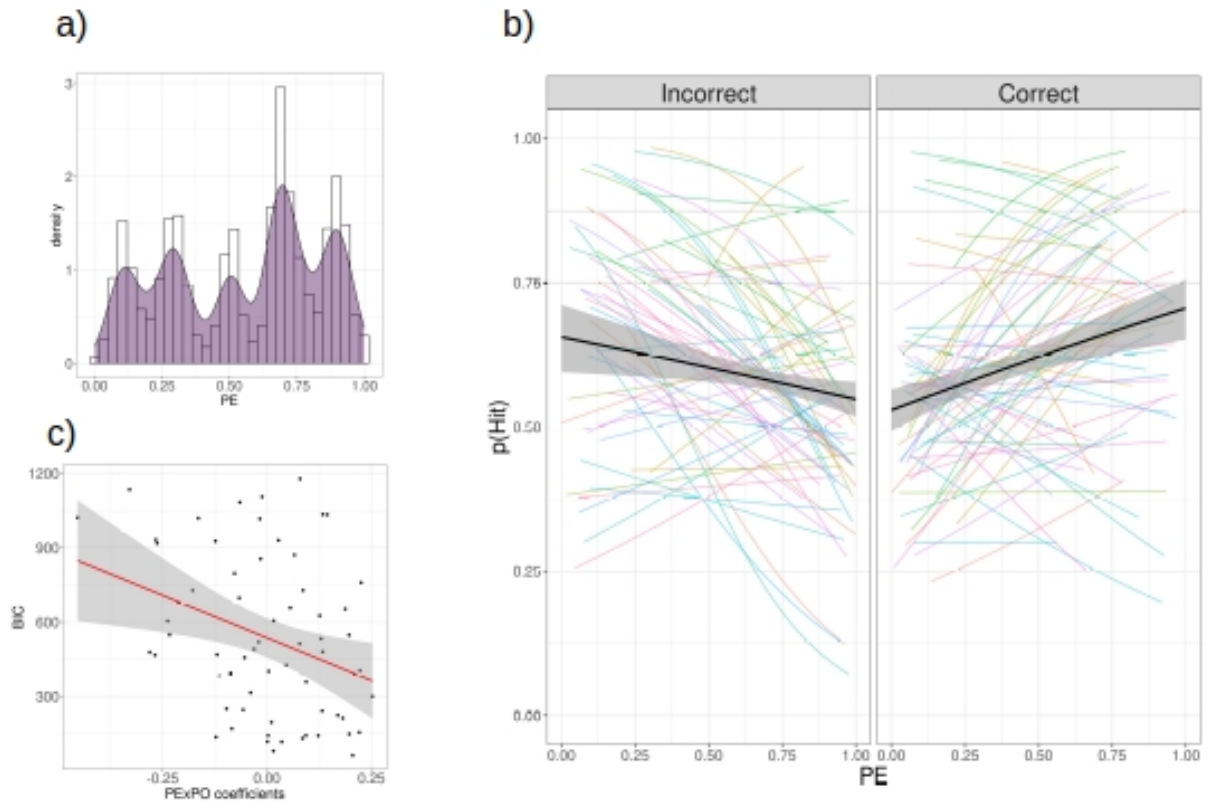 a)
3
2
1
0
density
0.00 0.25 0.50 0.75 1.00
PE
b)
Incorrect Correct
1.00
0.75
0.50
0.25
0.00
p(Hit)
0.00 0.25 0.50 0.75 1.00 0.00 0.25 0.50 0.75 1.00
PE
c)
1200
900
600
300
BIC
-0.25 0.00 0.25
PExPO coefficients